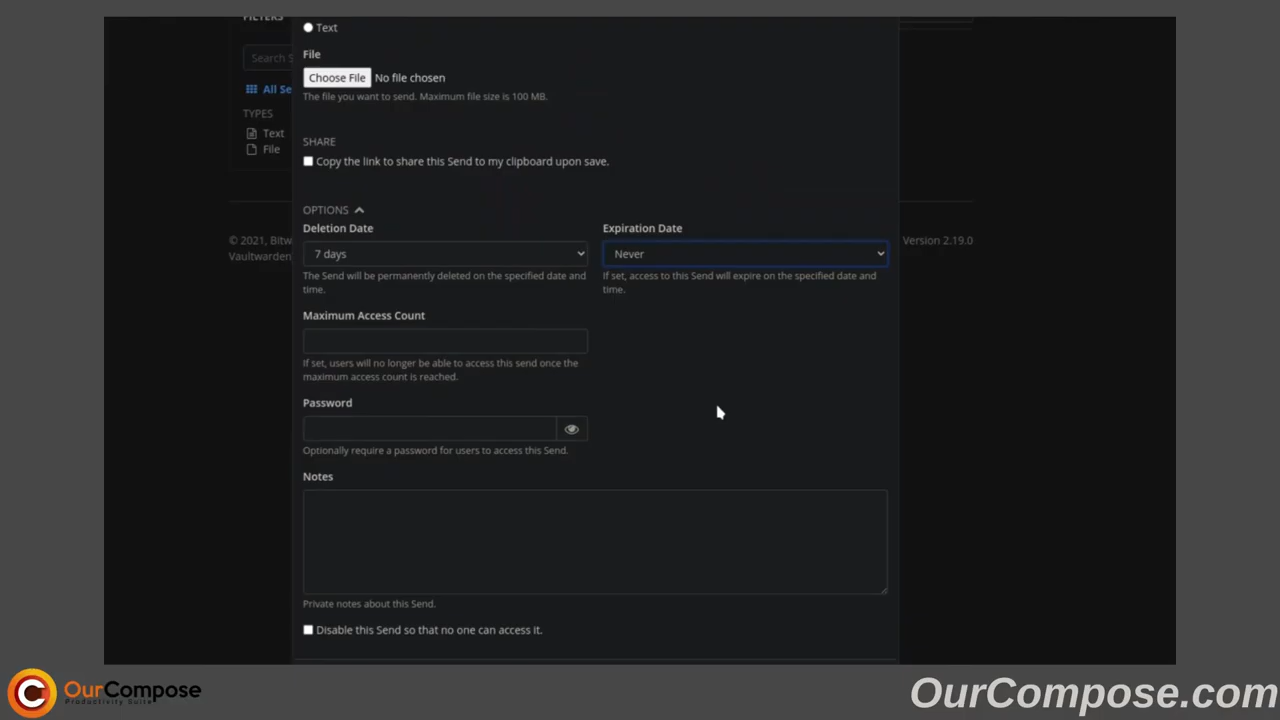 FILTERS
Text
File
Search S
Choose File No file chosen
All Se
The file you want to send. Maximum file size is 100 MB.
TYPES
Text
File
SHARE
Copy the link to share this Send to my clipboard upon save.
OPTIONS
Deletion Date
Expiration Date
7 days
Never
The Send will be permanently deleted on the specified date and
time.
If set, access to this Send will expire on the specified date and
time.
© 2021, Bitw
Vaultwarden
Version 2.19.0
Maximum Access Count
If set, users will no longer be able to access this send once the
maximum access count is reached.
Password
Optionally require a password for users to access this Send.
Notes
Private notes about this Send.
Disable this Send so that no one can access it.
OurCompose
Productivity Suite
OurCompose.com